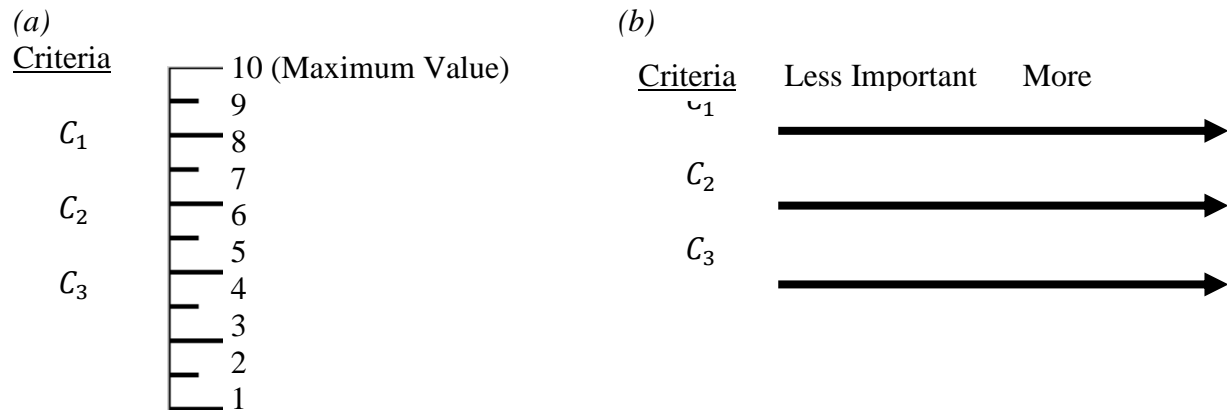 (a)
Criteria
10 (Maximum Value)
9
C1
8
7
C2
6
5
C3
4
3
2
1
(b)
Criteria Less Important More
C1
C2
C3